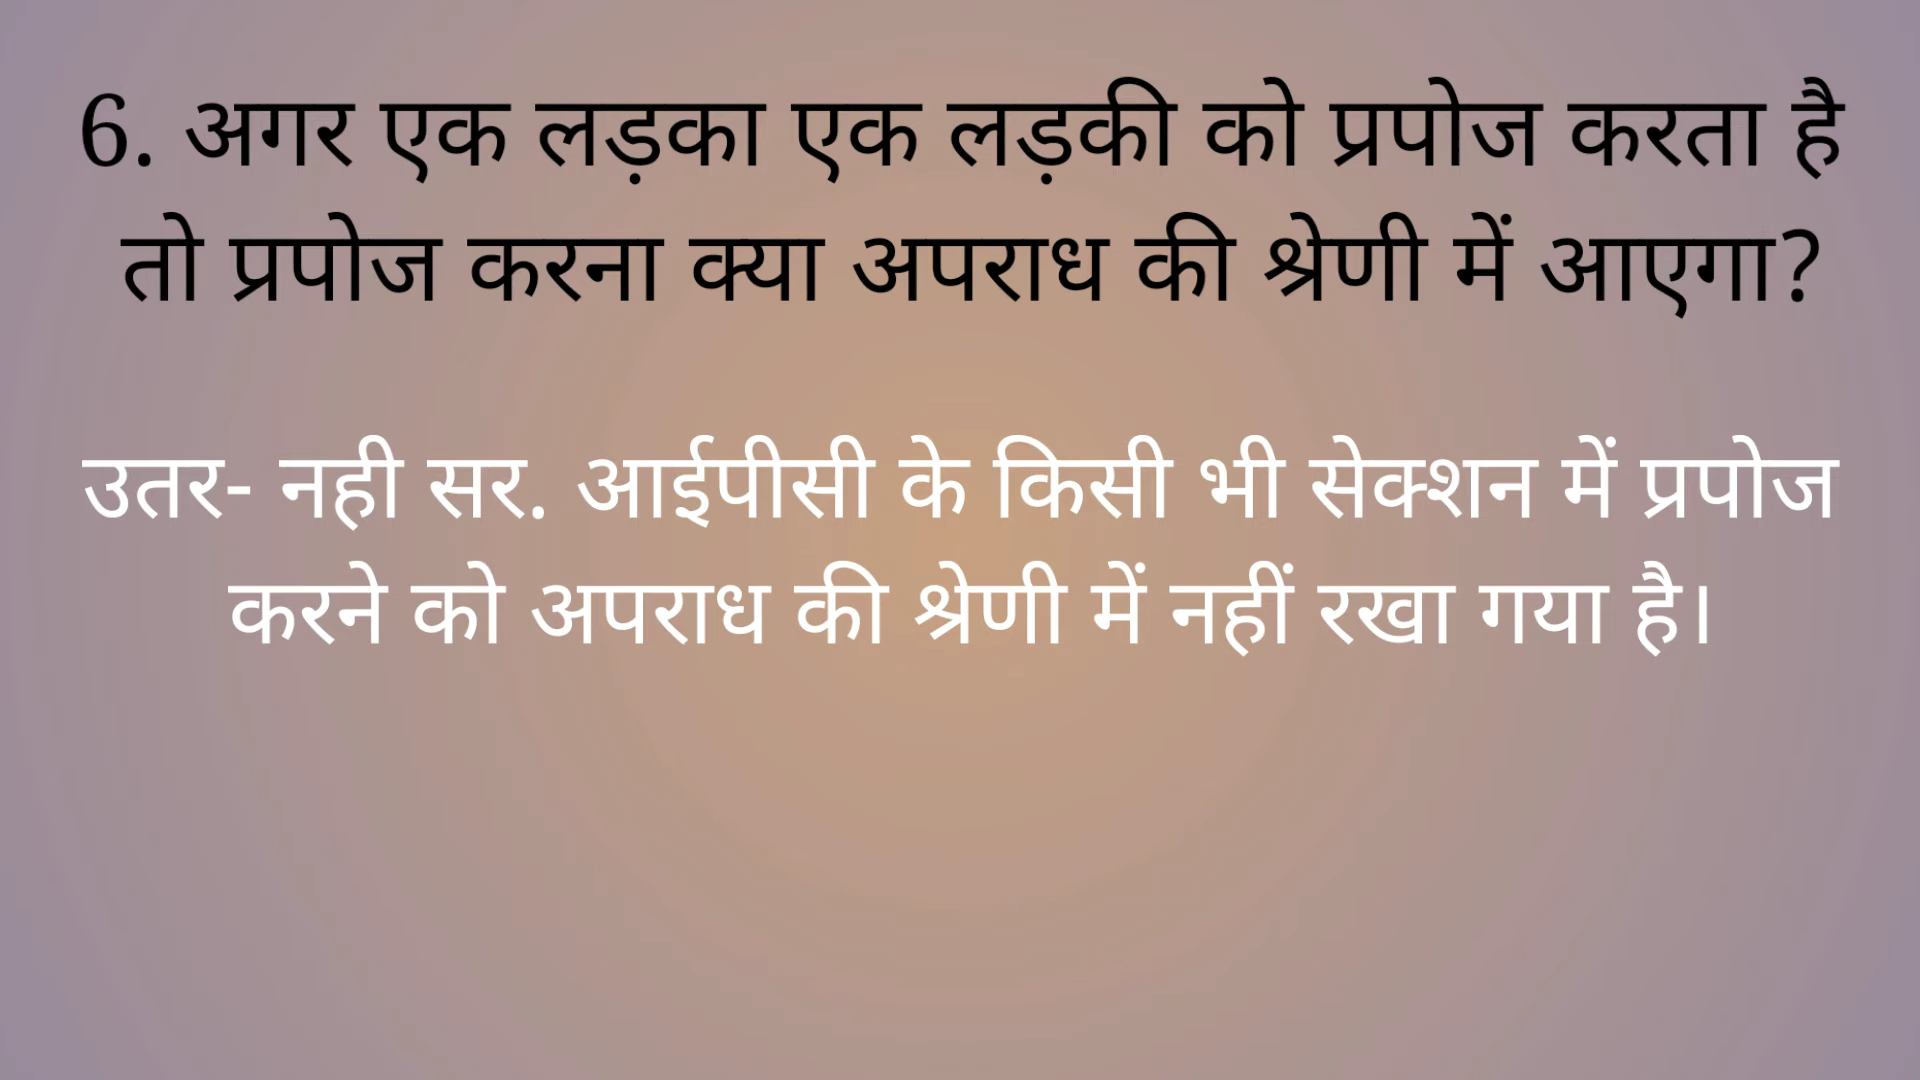 6. अगर एक लड़का एक लड़की को प्रपोज करता है
तो प्रपोज करना क्या अपराध की श्रेणी में आएगा?
उतर- नही सर. आईपीसी के किसी भी सेक्शन में प्रपोज
करने को अपराध की श्रेणी में नहीं रखा गया है।